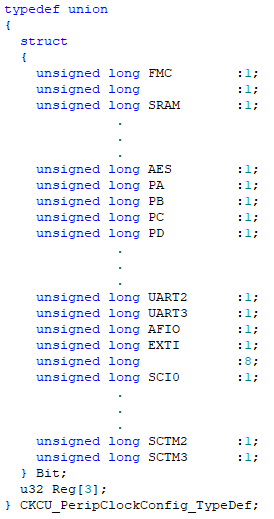 typedef union
{
  struct
  {
    unsigned long FMC        :1;
    unsigned long            :1;
    unsigned long SRAM       :1;
              .
              .
              .
    unsigned long AES        :1;
    unsigned long PA         :1;
    unsigned long PB         :1;
    unsigned long PC         :1;
    unsigned long PD         :1;
              .
              .
              .
    unsigned long UART2      :1;
    unsigned long UART3      :1;
    unsigned long AFIO       :1;
    unsigned long EXTI       :1;
    unsigned long            :8;
    unsigned long SCI0       :1;
              .
              .
              .
    unsigned long SCTM2      :1;
    unsigned long SCTM3      :1;
  } Bit;
  u32 Reg[3];
} CKCU_PeripClockConfig_TypeDef;